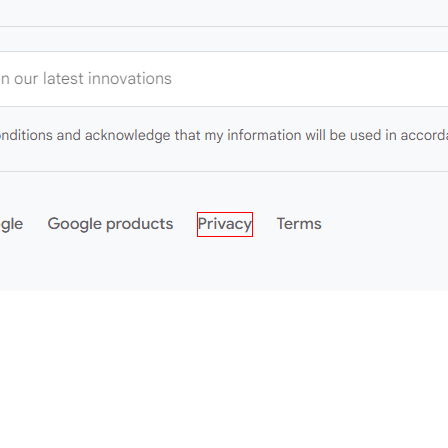 n our latest innovations
nditions and acknowledge that my information will be used in accord
gle Google products Privacy Terms